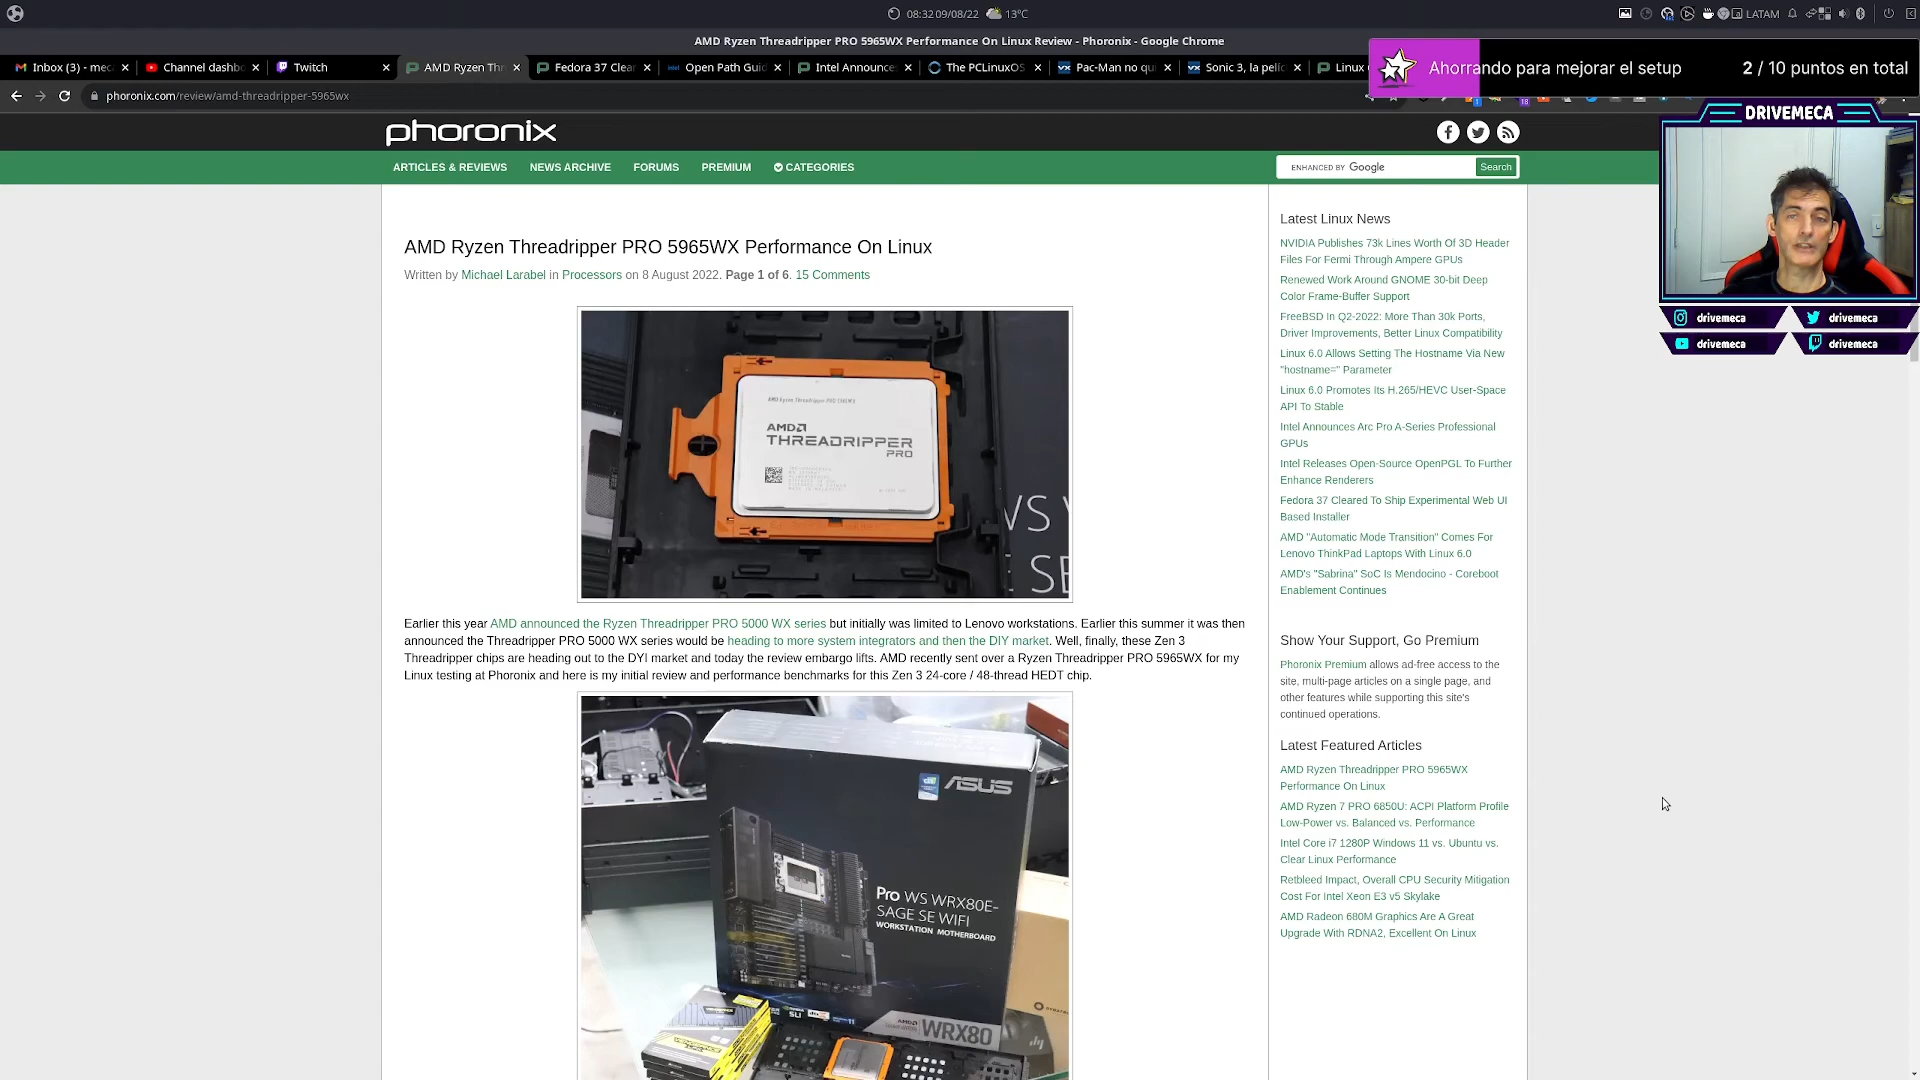 08:32 09/08/22 13°C
LATAM
AMD Ryzen Threadripper PRO 5965WX Performance On Linux Review - Phoronix - Google Chrome
Inbox (3) - mec
Channel dashbo
Twitch
AMD Ryzen Thr
Fedora 37 Clea
Open Path Guid
Intel Announce
The PCLinuxOS
Pac-Man no qu
Sonic 3, la pelíc
Linux
Ahorrando para mejorar el setup
2 / 10 puntos en total
phoronix.com/review/amd-threadripper-5965wx
DRIVEMECA
drivemeca
drivemeca
drivemeca
drivemeca
phoronix
ARTICLES & REVIEWS
NEWS ARCHIVE
FORUMS
PREMIUM
CATEGORIES
ENHANCED BY Google
Search
AMD Ryzen Threadripper PRO 5965WX Performance On Linux
Written by Michael Larabel in Processors on 8 August 2022. Page 1 of 6. 15 Comments
AMD
THREADRIPPER
PRO
Earlier this year AMD announced the Ryzen Threadripper PRO 5000 WX series but initially was limited to Lenovo workstations. Earlier this summer it was then
announced the Threadripper PRO 5000 WX series would be heading to more system integrators and then the DIY market. Well, finally, these Zen 3
Threadripper chips are heading out to the DYI market and today the review embargo lifts. AMD recently sent over a Ryzen Threadripper PRO 5965WX for my
Linux testing at Phoronix and here is my initial review and performance benchmarks for this Zen 3 24-core / 48-thread HEDT chip.
ASUS
Pro WS WRX80E-
SAGE SE WIFI
WORKSTATION MOTHERBOARD
SLI
AMD
WRX80
Latest Linux News
NVIDIA Publishes 73k Lines Worth Of 3D Header
Files For Fermi Through Ampere GPUs
Renewed Work Around GNOME 30-bit Deep
Color Frame-Buffer Support
FreeBSD In Q2-2022: More Than 30k Ports,
Driver Improvements, Better Linux Compatibility
Linux 6.0 Allows Setting The Hostname Via New
"hostname=" Parameter
Linux 6.0 Promotes Its H.265/HEVC User-Space
API To Stable
Intel Announces Arc Pro A-Series Professional
GPUs
Intel Releases Open-Source OpenPGL To Further
Enhance Renderers
Fedora 37 Cleared To Ship Experimental Web UI
Based Installer
AMD "Automatic Mode Transition" Comes For
Lenovo ThinkPad Laptops With Linux 6.0
AMD's "Sabrina" SoC Is Mendocino - Coreboot
Enablement Continues
Show Your Support, Go Premium
Phoronix Premium allows ad-free access to the
site, multi-page articles on a single page, and
other features while supporting this site's
continued operations.
Latest Featured Articles
AMD Ryzen Threadripper PRO 5965WX
Performance On Linux
AMD Ryzen 7 PRO 6850U: ACPI Platform Profile
Low-Power vs. Balanced vs. Performance
Intel Core i7 1280P Windows 11 vs. Ubuntu vs.
Clear Linux Performance
Retbleed Impact, Overall CPU Security Mitigation
Cost For Intel Xeon E3 v5 Skylake
AMD Radeon 680M Graphics Are A Great
Upgrade With RDNA2, Excellent On Linux